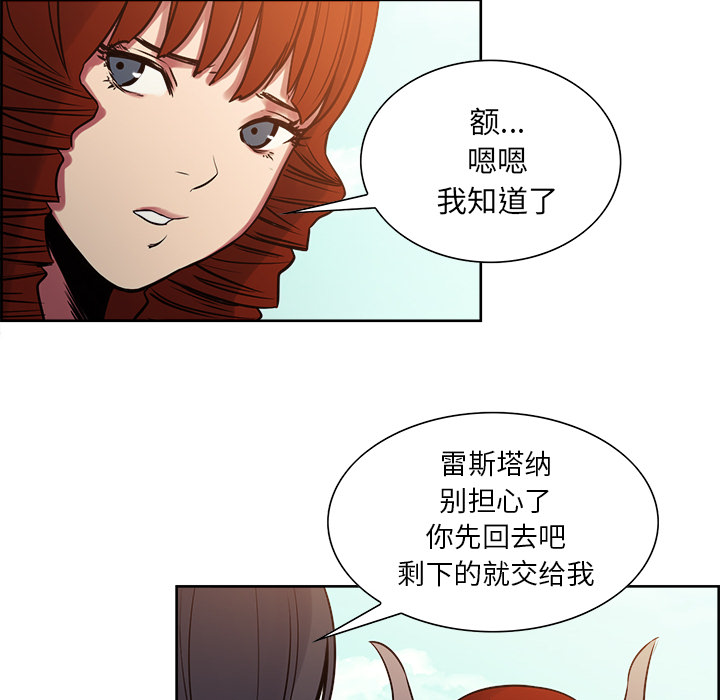 额...
嗯嗯
我知道了
雷斯塔纳
别担心了
你先回去吧
剩下的就交给我